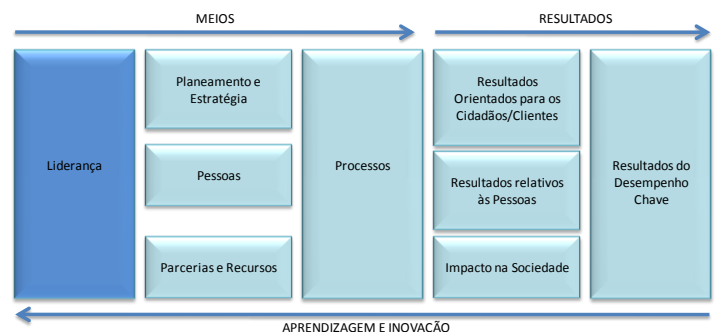 MEIOS
RESULTADOS
Liderança
Planeamento e
Estratégia
Pessoas
Parcerias e Recursos
Processos
Resultados
Orientados para os
Cidadãos/Clientes
Resultados relativos
às Pessoas
Impacto na Sociedade
Resultados do
Desempenho
Chave
APRENDIZAGEM E INOVAÇÃO